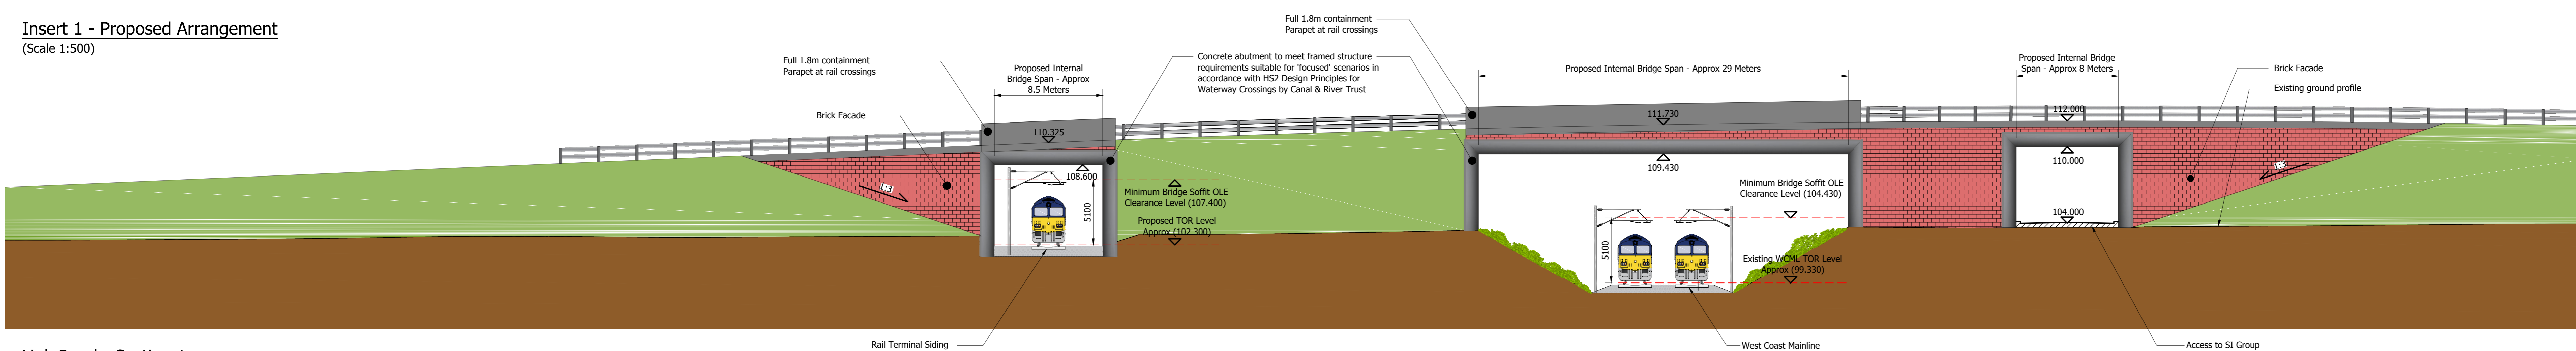 Insert 1 - Proposed Arrangement
(Scale 1:500)
Full 1.8m containment
Parapet at rail crossings
Brick Facade
Proposed Internal
Bridge Span - Approx
8.5 Meters
Concrete abutment to meet framed structure
requirements suitable for 'focused' scenarios in
accordance with HS2 Design Principles for
Waterway Crossings by Canal & River Trust
Full 1.8m containment
Parapet at rail crossings
Proposed Internal Bridge Span - Approx 29 Meters
Proposed Internal Bridge
Span - Approx 8 Meters
Brick Facade
Existing ground profile
1:3
110.325
108.600
5100
Minimum Bridge Soffit OLE
Clearance Level (107.400)
Proposed TOR Level
Approx (102.300)
111.730
109.430
5100
Minimum Bridge Soffit OLE
Clearance Level (104.430)
Existing WCML TOR Level
Approx (99.330)
112.000
110.000
104.000
1:3
Rail Terminal Siding
West Coast Mainline
Access to SI Group